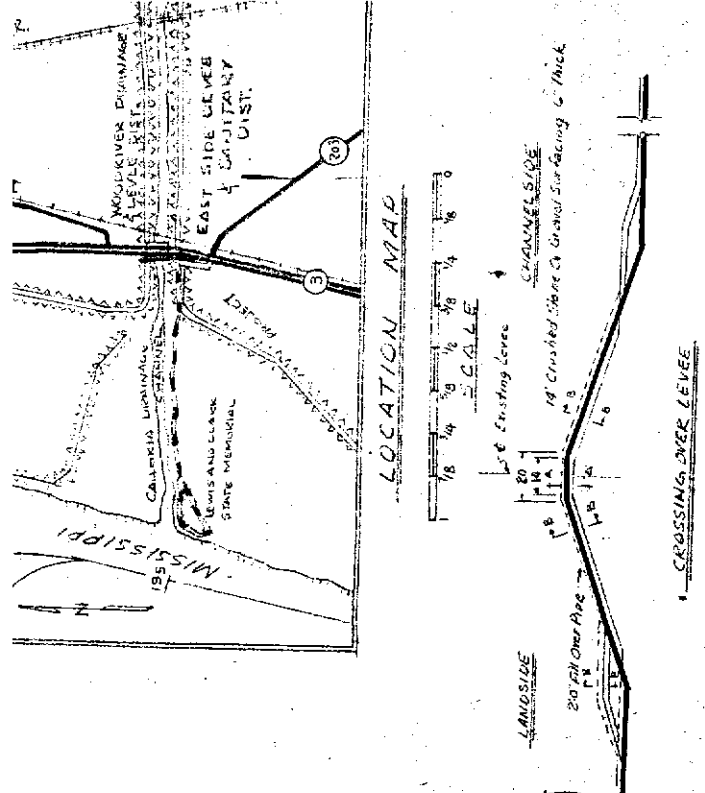 R.
WOODRIVER DRAINAGE
& LEVEE DIST.
EAST SIDE LEVEE
& SANITARY
DIST.
203
3
CAHOKIA DRAINAGE
CHANNEL
PROJECT
LEWIS AND CLARK
STATE MEMORIAL
MISSISSIPPI
195
N
LOCATION MAP
1/8 1/4 3/8 1/2 5/8 3/4 7/8 0
SCALE
CHANNELSIDE
14' Crushed Stone Or Gravel Surfacing 6" Thick
℄ Existing Levee
20
14
A
A
B
B
B
B
2'0" Fill Over Pipe
B
B
LANDSIDE
CROSSING OVER LEVEE